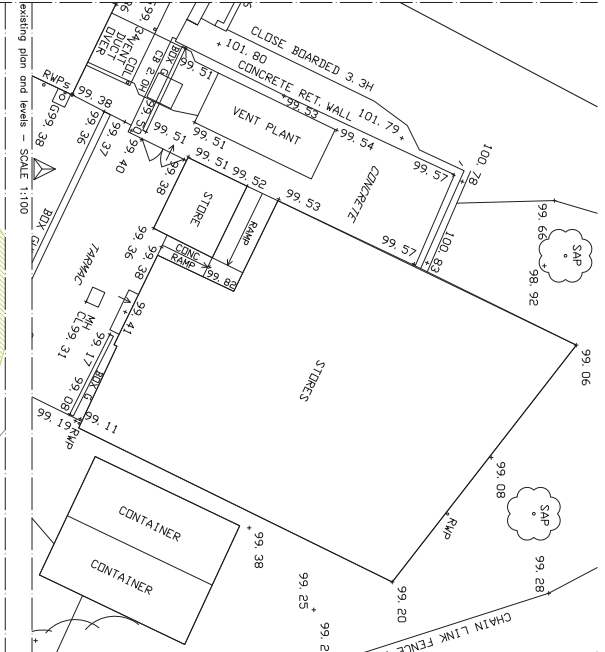 existing plan and levels - SCALE 1:100
CLOSE BOARDED 3.3H
101.80
CONCRETE RET. WALL 101.79
VENT COL
DUCT
OVER
BOX G
CB 2.0H
99.51
99.53
VENT PLANT
99.54
99.57
100.78
RWPs
99.38
99.38
99.50
99.51
99.51
99.36
99.37
99.40
99.38
99.51
99.52
99.53
CONCRETE
99.57
100.83
99.66
98.92
SAP
STORE
RAMP
CONC
RAMP
99.82
99.36
99.38
TARMAC
MH
CL99.31
99.41
99.17
99.08
BOX G
99.19
99.11
RWP
STORES
99.06
99.08
RWP
SAP
CONTAINER
CONTAINER
99.38
99.25
99.20
99.28
CHAIN LINK FENCE